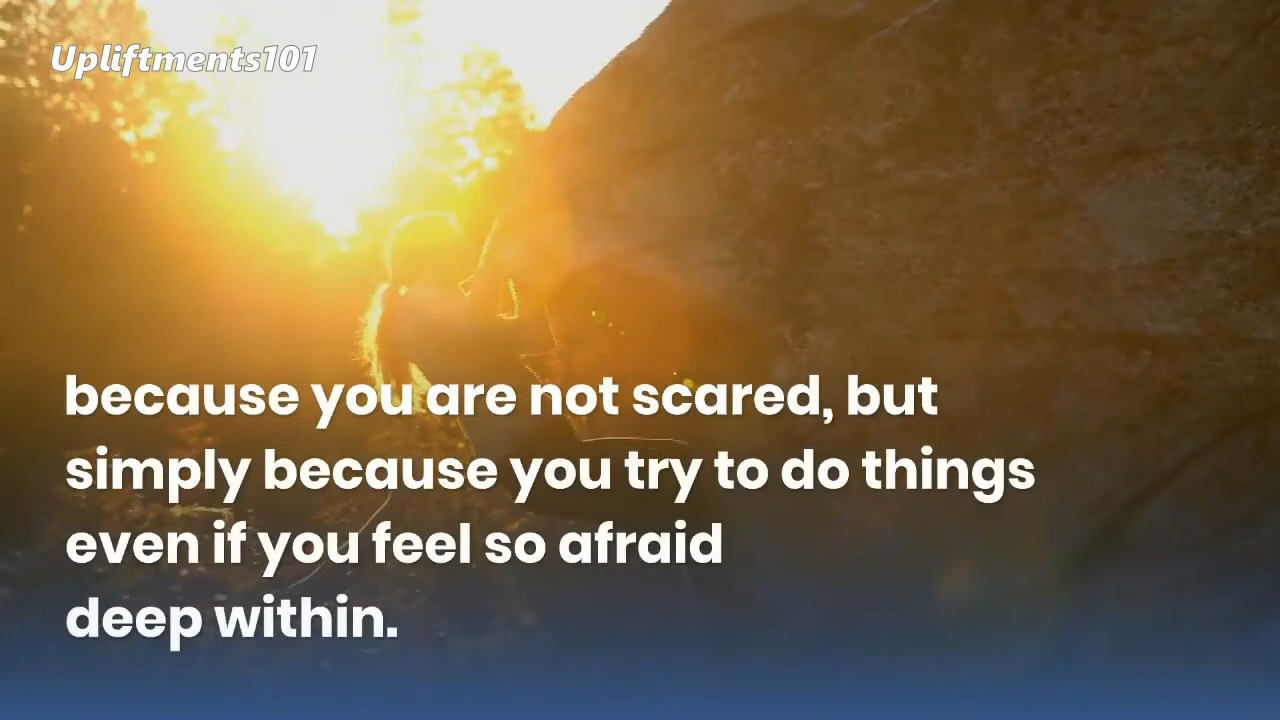 Upliftments101
because you are not scared, but
simply because you try to do things
even if you feel so afraid
deep within.